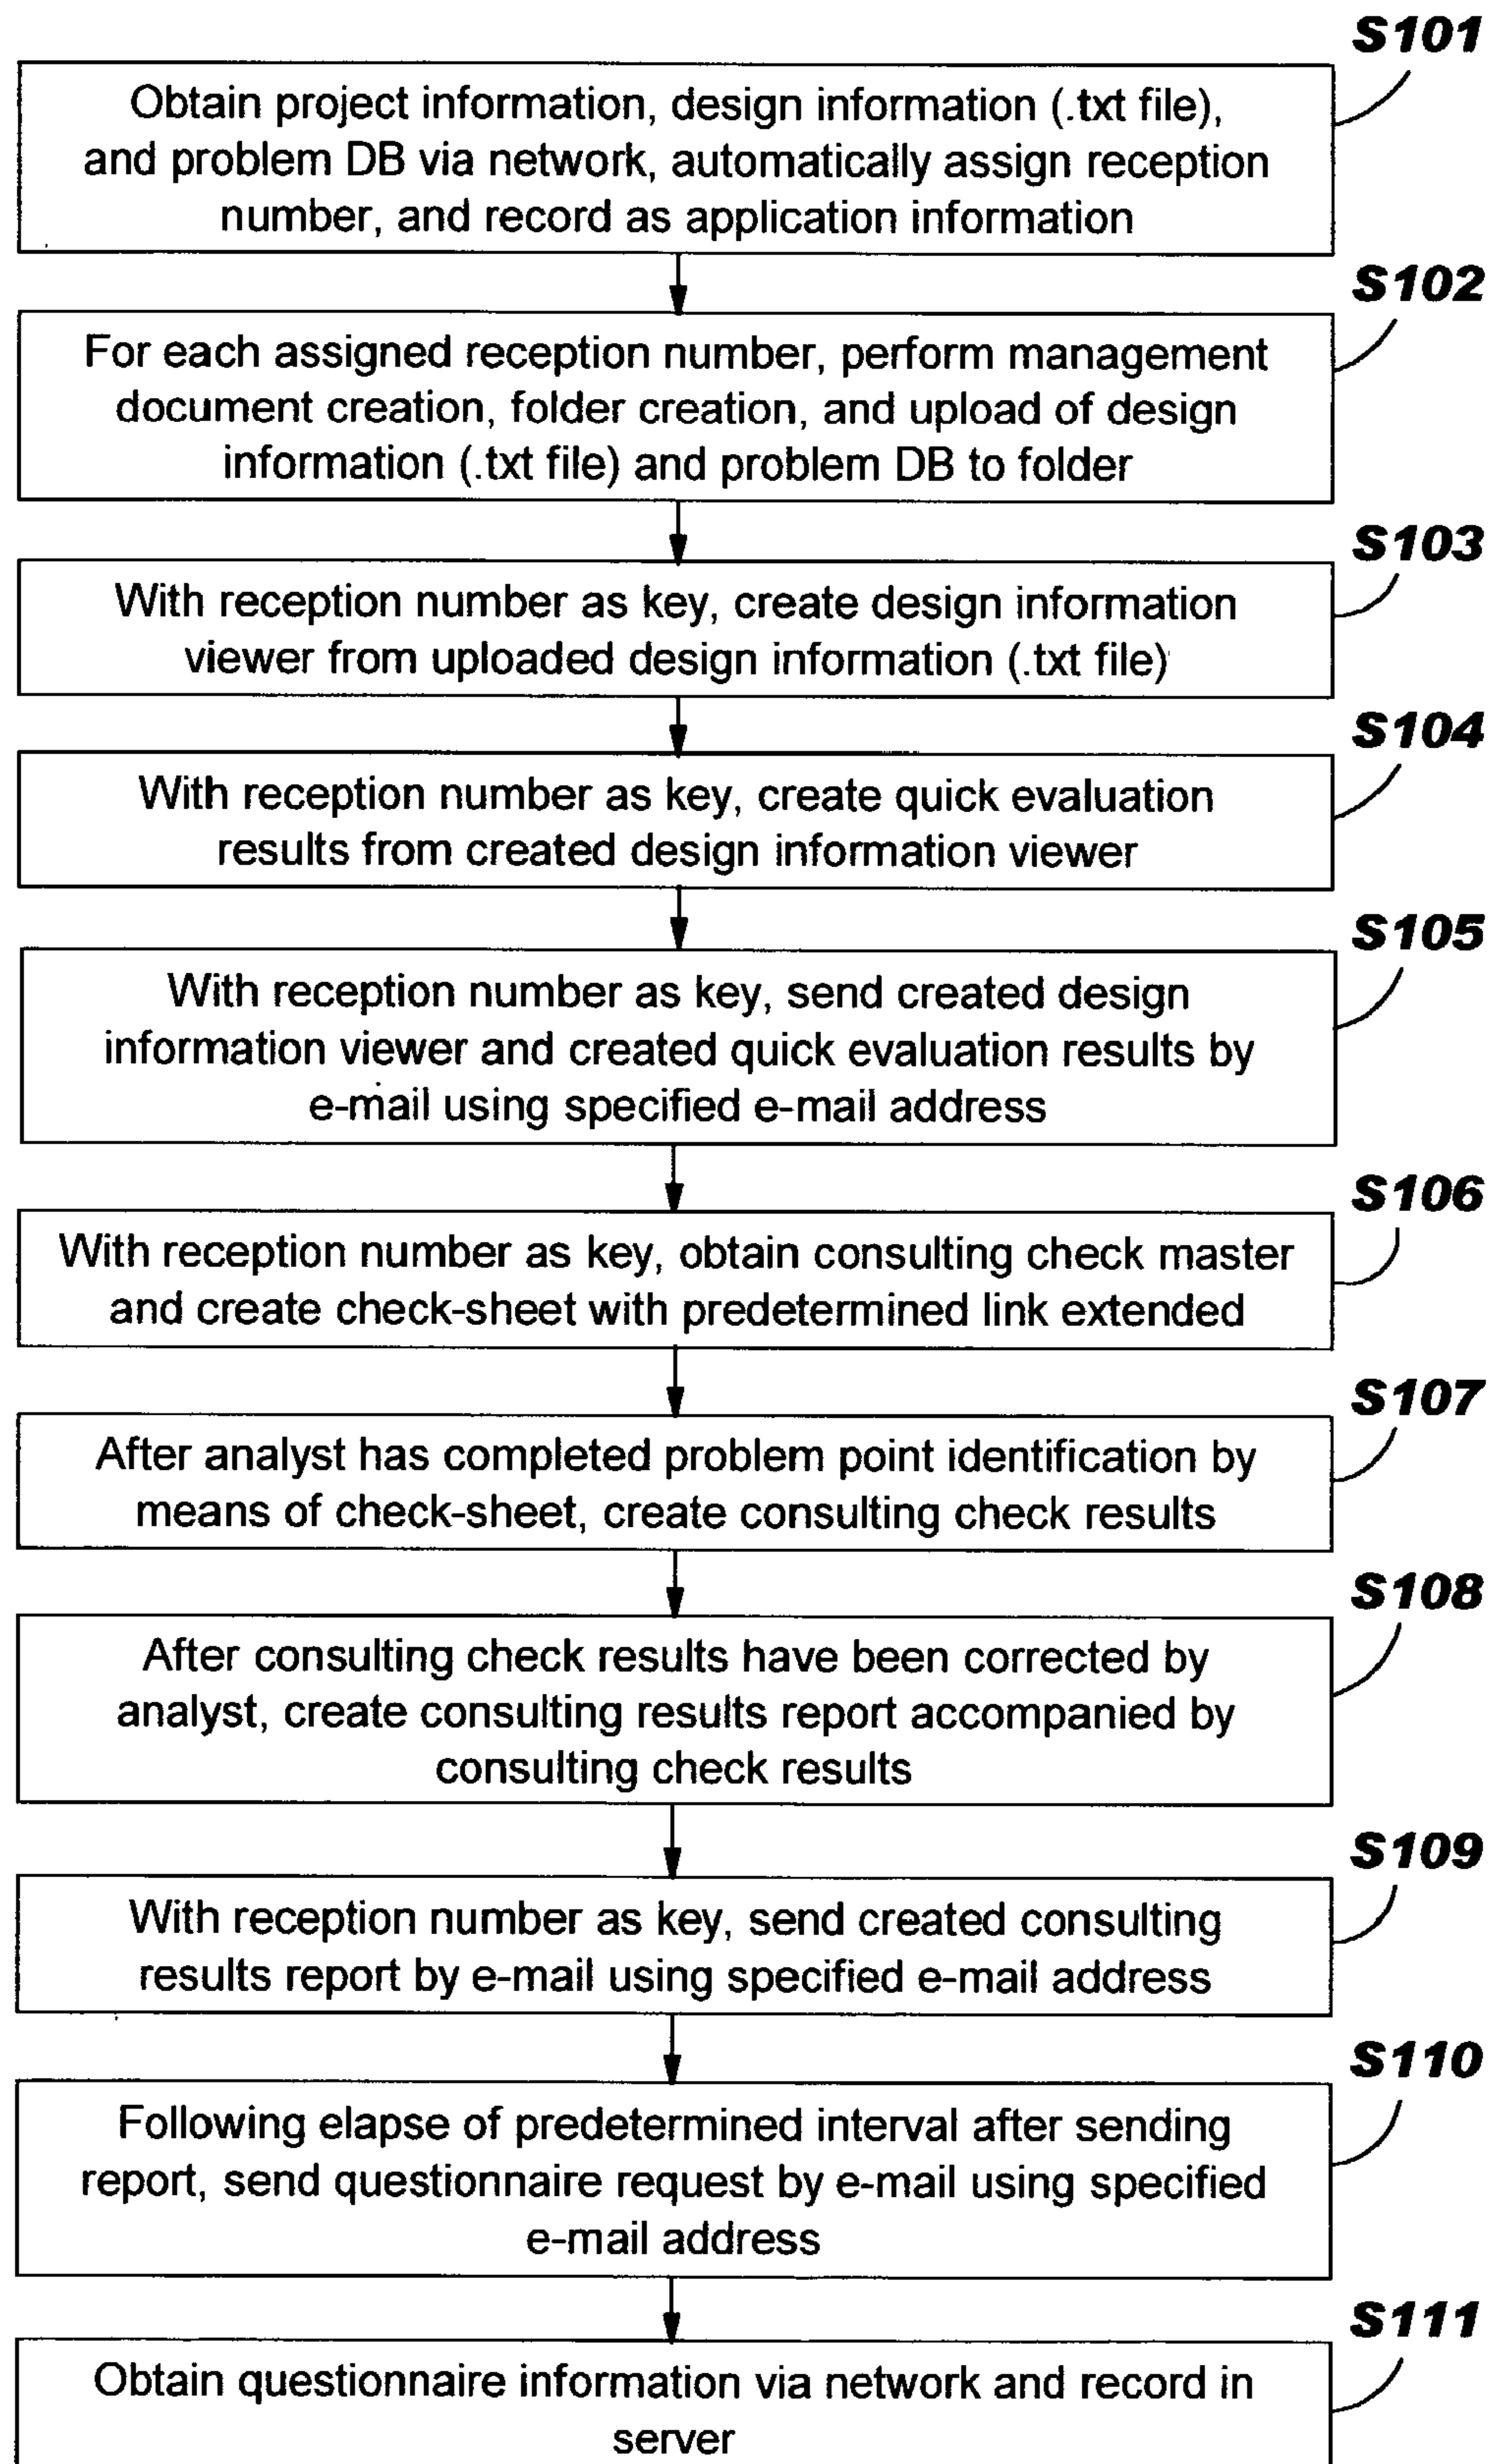 S101
Obtain project information, design information (.txt file),
and problem DB via network, automatically assign reception
number, and record as application information
S102
For each assigned reception number, perform management
document creation, folder creation, and upload of design
information (.txt file) and problem DB to folder
S103
With reception number as key, create design information
viewer from uploaded design information (.txt file)
S104
With reception number as key, create quick evaluation
results from created design information viewer
S105
With reception number as key, send created design
information viewer and created quick evaluation results by
e-mail using specified e-mail address
S106
With reception number as key, obtain consulting check master
and create check-sheet with predetermined link extended
S107
After analyst has completed problem point identification by
means of check-sheet, create consulting check results
S108
After consulting check results have been corrected by
analyst, create consulting results report accompanied by
consulting check results
S109
With reception number as key, send created consulting
results report by e-mail using specified e-mail address
S110
Following elapse of predetermined interval after sending
report, send questionnaire request by e-mail using specified
e-mail address
S111
Obtain questionnaire information via network and record in
server